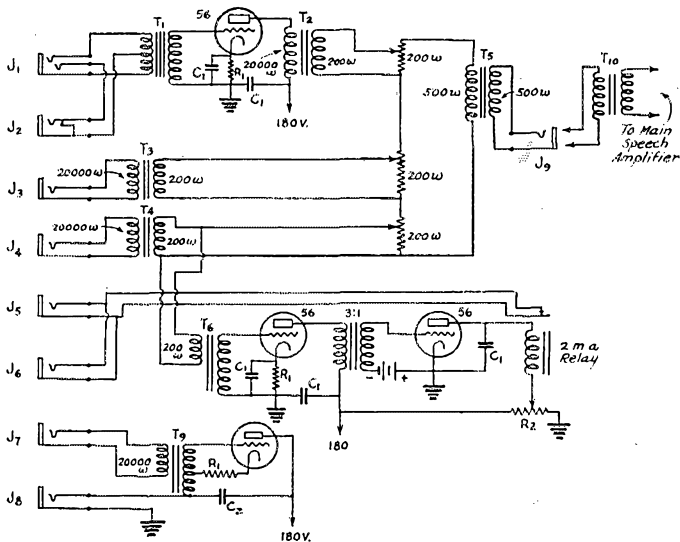 T1
56
T2
J1
C1
R1
20000
ω
200ω
200ω
T5
T10
C1
500ω
500ω
J2
180V.
To Main
Speech
Amplifier
J9
T3
J3
20000ω
200ω
200ω
T4
J4
20000ω
200ω
200ω
J5
56
3:1
56
T6
200
ω
C1
2 ma
Relay
J6
C1
R1
C1
- +
R2
J7
T9
180
20000
ω
R1
J8
C2
180V.